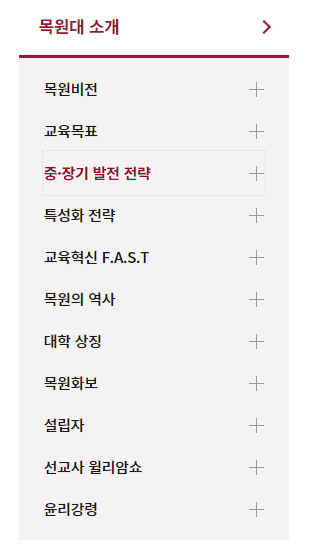 목원대 소개
목원비전
교육목표
중·장기 발전 전략
특성화 전략
교육혁신 F.A.S.T
목원의 역사
대학 상징
목원화보
설립자
선교사 윌리암쇼
윤리강령